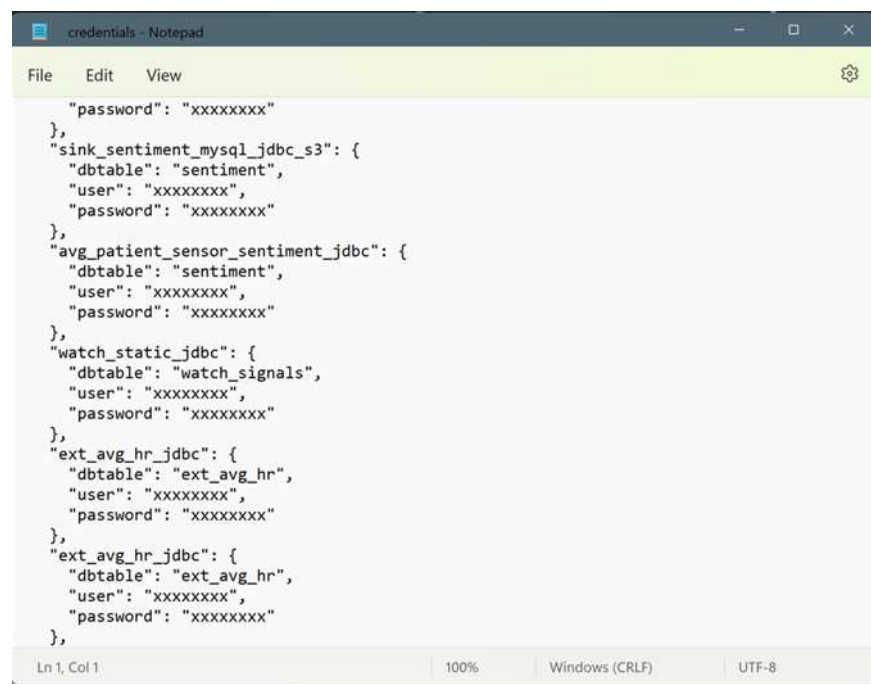 credentials - Notepad
File Edit View
"password": "xxxxxxxx"
},
"sink_sentiment_mysql_jdbc_s3": {
"dbtable": "sentiment",
"user": "xxxxxxxx",
"password": "xxxxxxxx"
},
"avg_patient_sensor_sentiment_jdbc": {
"dbtable": "sentiment",
"user": "xxxxxxxx",
"password": "xxxxxxxx"
},
"watch_static_jdbc": {
"dbtable": "watch_signals",
"user": "xxxxxxxx",
"password": "xxxxxxxx"
},
"ext_avg_hr_jdbc": {
"dbtable": "ext_avg_hr",
"user": "xxxxxxxx",
"password": "xxxxxxxx"
},
"ext_avg_hr_jdbc": {
"dbtable": "ext_avg_hr",
"user": "xxxxxxxx",
"password": "xxxxxxxx"
},
Ln 1, Col 1 100% Windows (CRLF) UTF-8